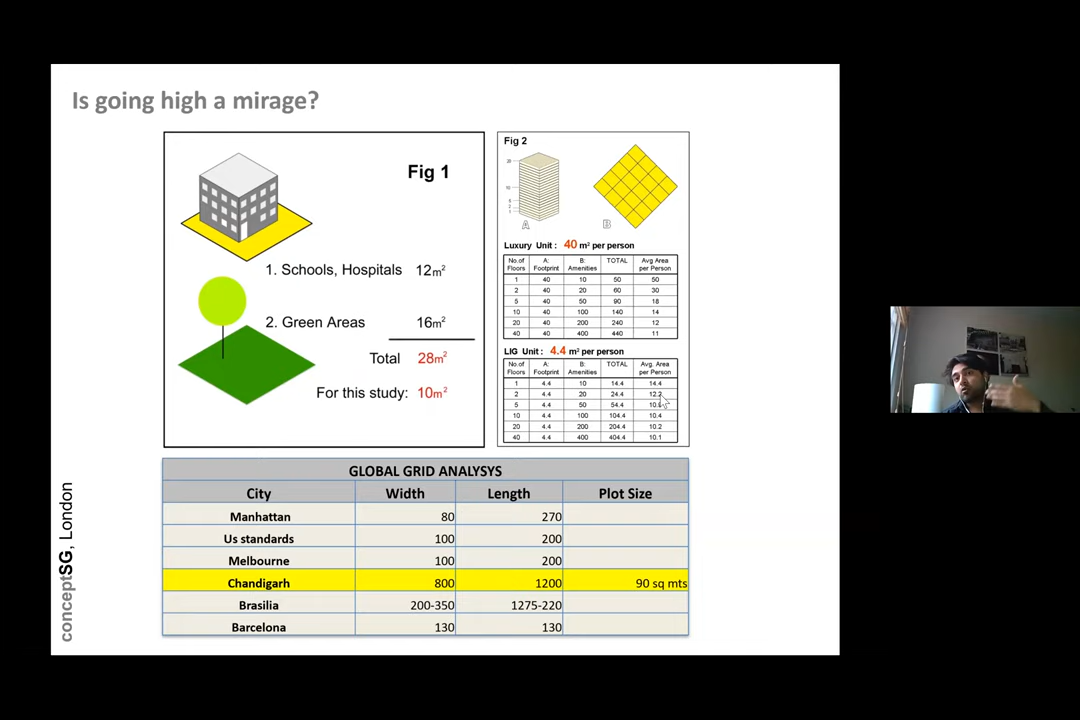 Is going high a mirage?
Fig 1
1. Schools, Hospitals 12m²
2. Green Areas 16m²
Total 28m²
For this study: 10m²
Fig 2
20
10
5
2
1
A
B
Luxury Unit : 40 m² per person
No.of Floors A: Footprint B: Amenities TOTAL Avg Area per Person
1 40 10 50 50
2 40 20 60 30
5 40 50 90 18
10 40 100 140 14
20 40 200 240 12
40 40 400 440 11
LIG Unit : 4.4 m² per person
No.of Floors A: Footprint B: Amenities TOTAL Avg. Area per Person
1 4.4 10 14.4 14.4
2 4.4 20 24.4 12.2
5 4.4 50 54.4
10 4.4 100 104.4 10.4
20 4.4 200 204.4 10.2
40 4.4 400 404.4 10.1
GLOBAL GRID ANALYSYS
City Width Length Plot Size
Manhattan 80 270
Us standards 100 200
Melbourne 100 200
Chandigarh 800 1200 90 sq mts
Brasilia 200-350 1275-220
Barcelona 130 130
conceptSG, London